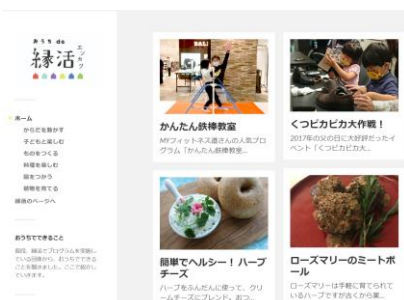 おうち de
縁活
エンカツ
ホーム
からだを動かす
子どもと楽しむ
ものをつくる
料理を楽しむ
頭をつかう
植物を育てる
縁活のページへ
おうちでできること
かんたん鉄棒教室
MYフィットネス道さんの人気プロ
グラム「かんたん鉄棒教室...
くつピカピカ大作戦！
2017年の父の日に大好評だったイ
ベント「くつピカピカ大...
簡単でヘルシー！ ハーブ
チーズ
ハーブをふんだんに使って、クリ
ームチーズにブレンド。おつ...
ローズマリーのミートボ
ール
ローズマリーは手軽に育てられて
いるハーブですが古くから薬...